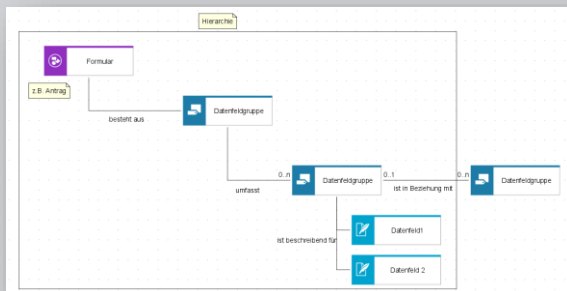 Hierarchie
Formular
z.B. Antrag
besteht aus
Datenfeldgruppe
umfasst
0..n
Datenfeldgruppe
0..1
ist in Beziehung mit
0..n
Datenfeldgruppe
ist beschreibend für
Datenfeld1
Datenfeld 2